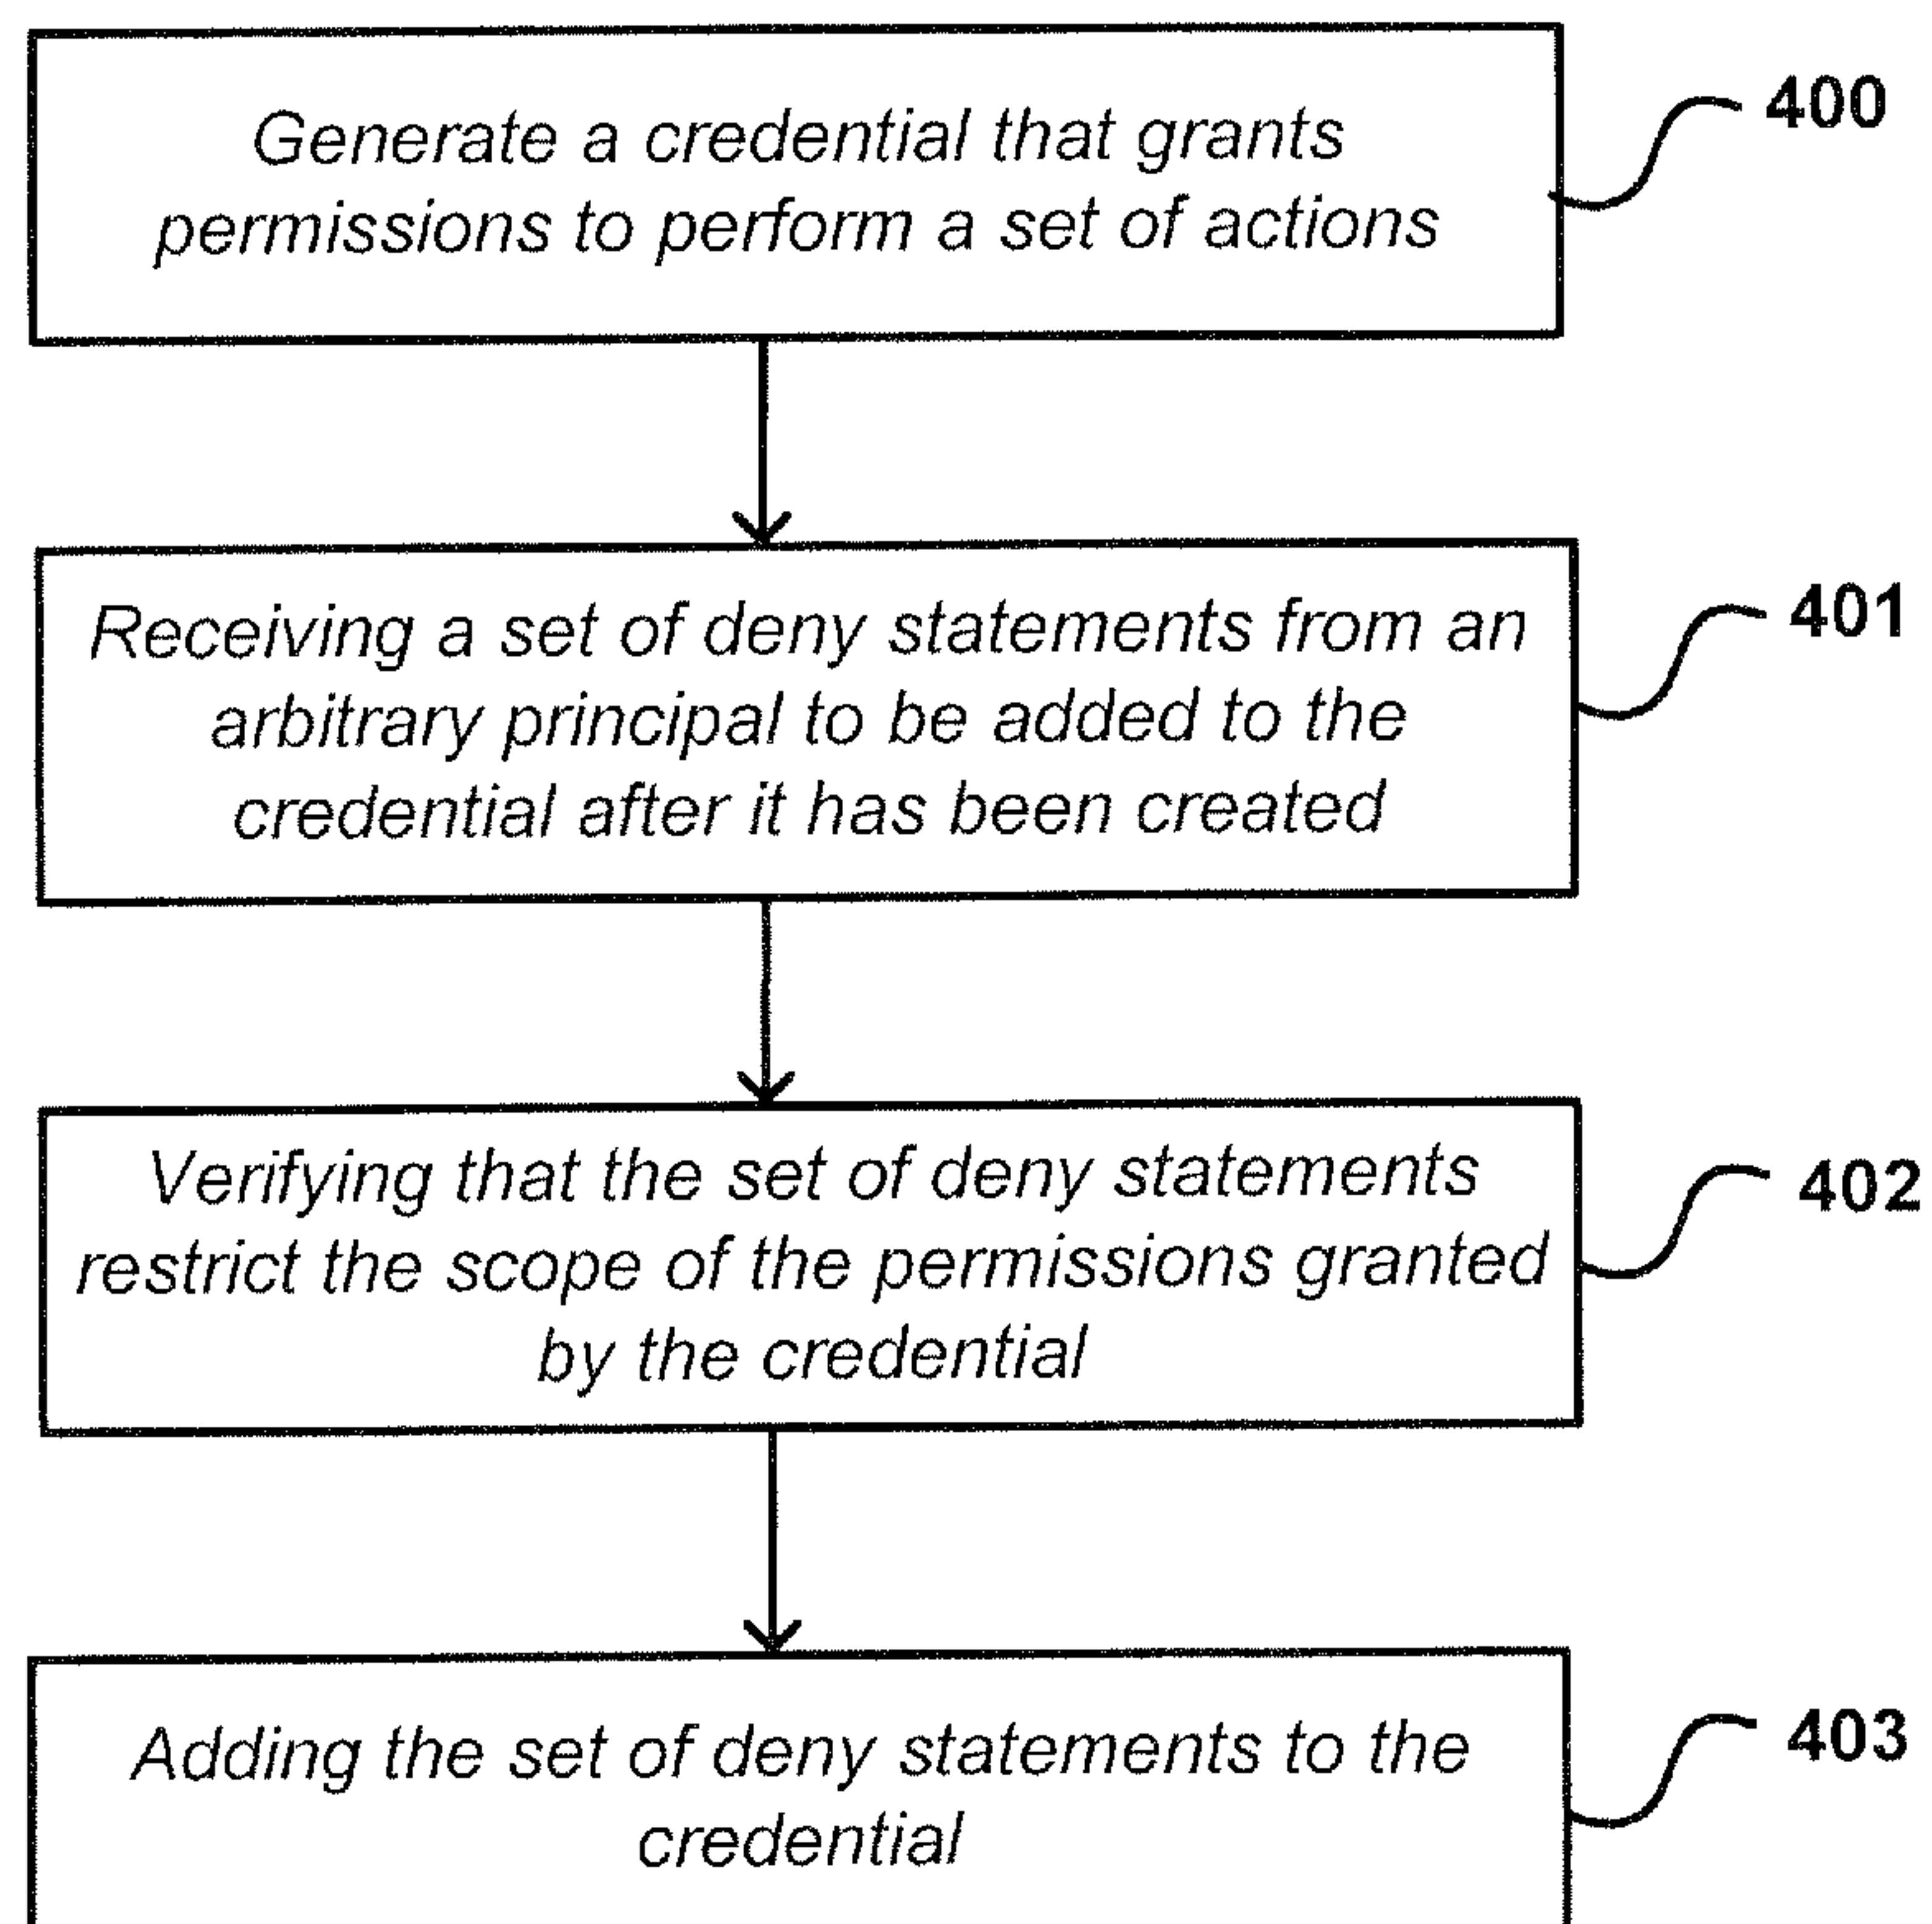 Generate a credential that grants
permissions to perform a set of actions
400
Receiving a set of deny statements from an
arbitrary principal to be added to the
credential after it has been created
401
Verifying that the set of deny statements
restrict the scope of the permissions granted
by the credential
402
Adding the set of deny statements to the
credential
403